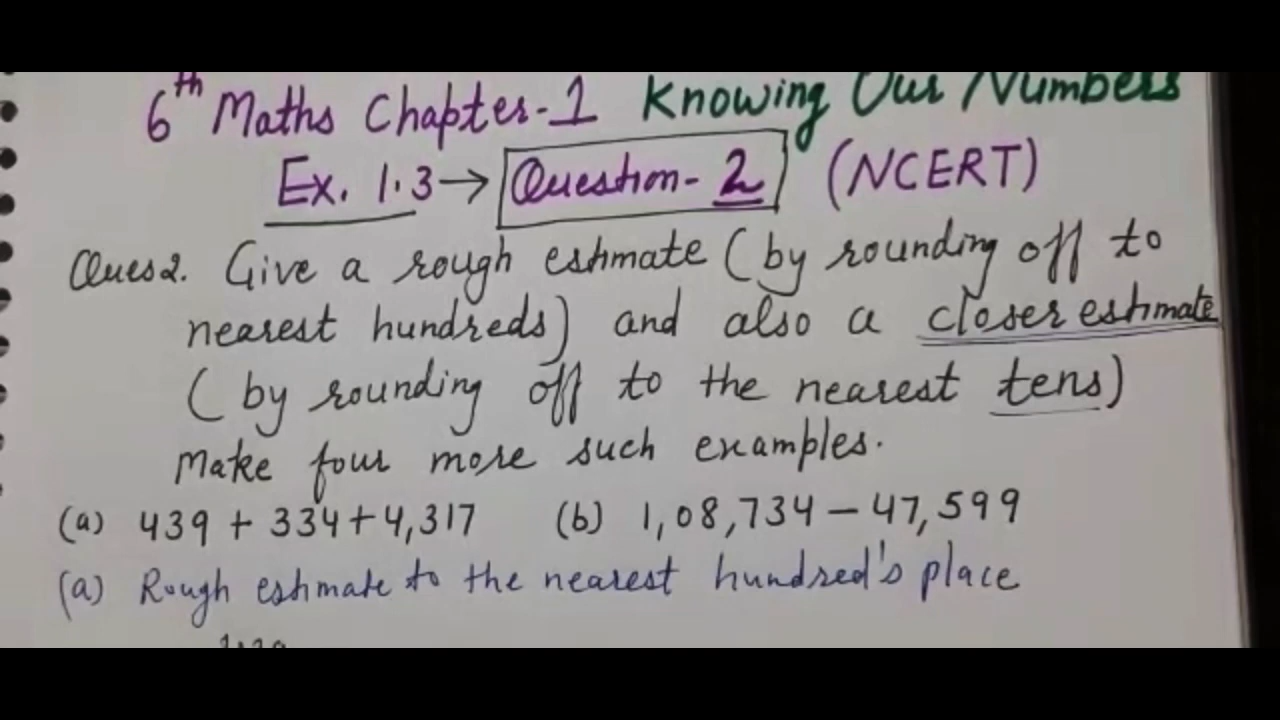 6th Maths Chapter-1 Knowing Our Numbers
Ex. 1.3→ Question-2 (NCERT)
Ques2. Give a rough estimate (by rounding off to
nearest hundreds) and also a closer estimate
(by rounding off to the nearest tens)
Make four more such examples.
(a) 439 + 334 + 4,317 (b) 1,08,734 – 47,599
(a) Rough estimate to the nearest hundred's place